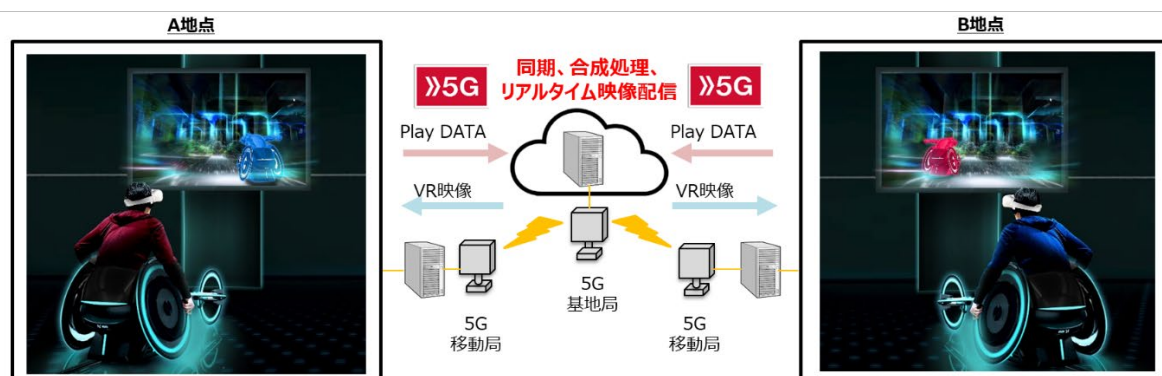 A地点
B地点
同期、合成処理、
リアルタイム映像配信
5G
5G
Play DATA
Play DATA
VR映像
VR映像
5G
基地局
5G
移動局
5G
移動局